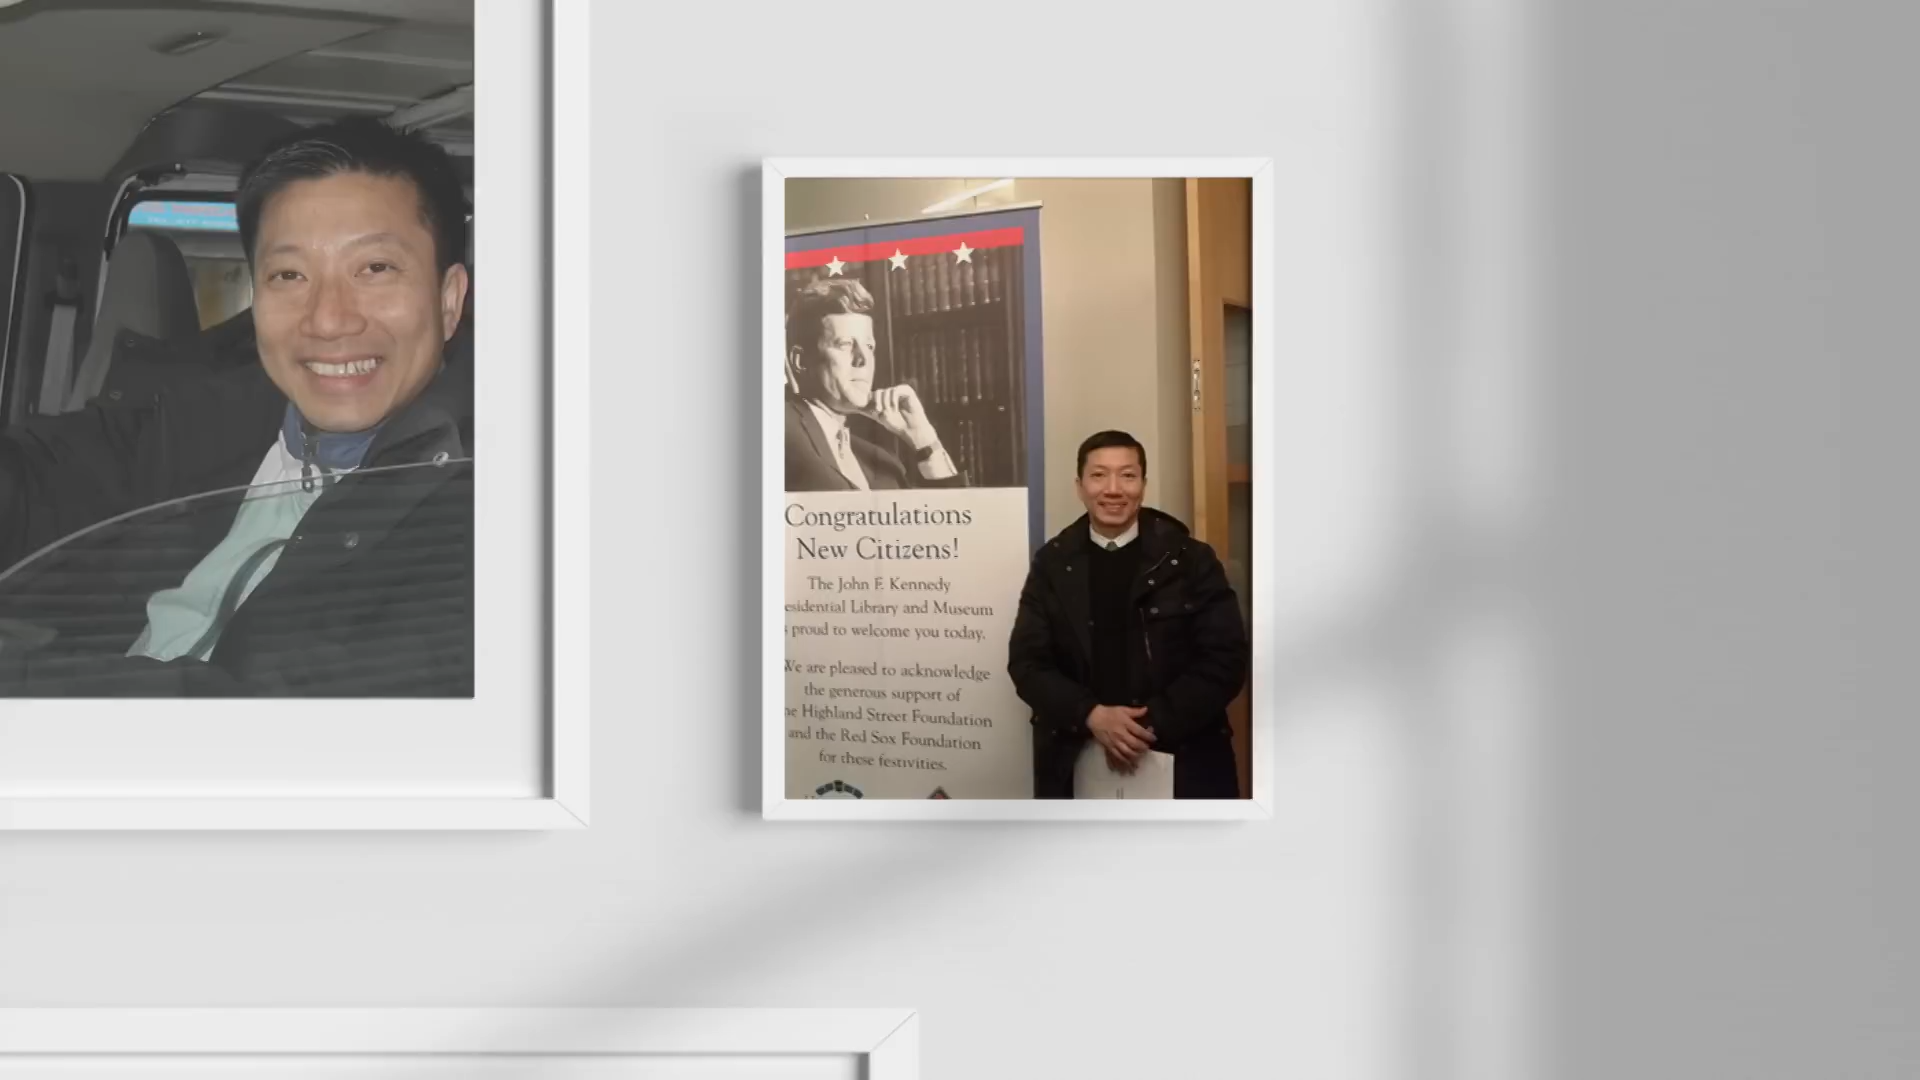 Congratulations
New Citizens!
The John F. Kennedy
esidential Library and Museum
s proud to welcome you today.
We are pleased to acknowledge
the generous support of
he Highland Street Foundation
and the Red Sox Foundation
for these festivities.